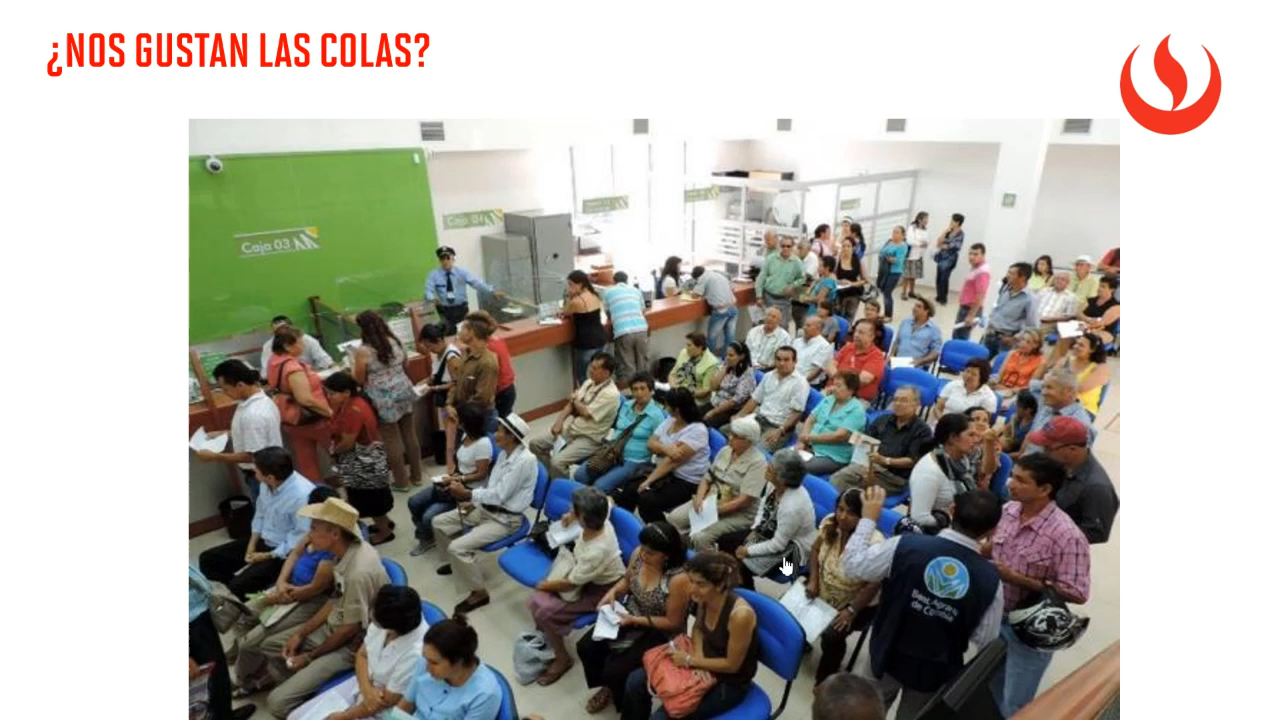 ¿NOS GUSTAN LAS COLAS?
Caja 03
Caja 04
Banco Agrario
de Colombia